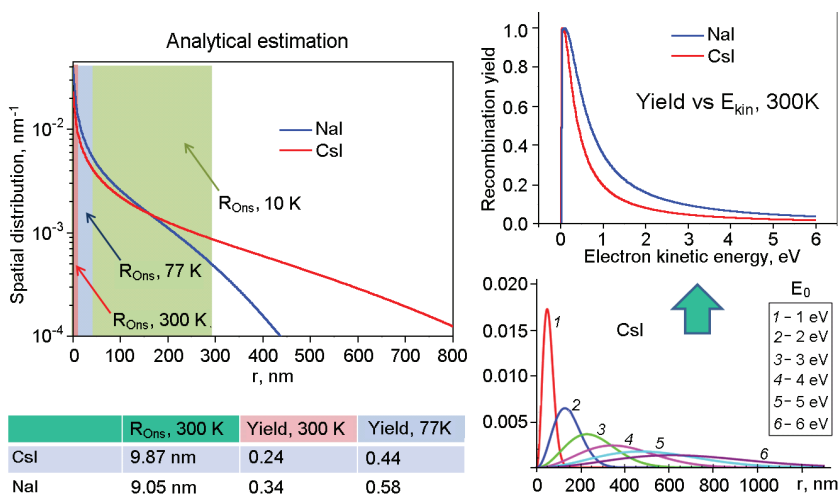 Analytical estimation
Spatial distribution, nm⁻¹
10⁻²
10⁻³
10⁻⁴
NaI
CsI
R_Ons, 10 K
R_Ons, 77 K
R_Ons, 300 K
0 100 200 300 400 500 600 700 800
r, nm
Recombination yield
1.0
0.8
0.6
0.4
0.2
0.0
NaI
CsI
Yield vs E_kin, 300K
0 1 2 3 4 5 6
Electron kinetic energy, eV
0.020
0.015
0.010
0.005
CsI
1
2
3
4
5
6
E₀
1 – 1 eV
2 – 2 eV
3 – 3 eV
4 – 4 eV
5 – 5 eV
6 – 6 eV
0 200 400 600 800 1000 r, nm
R_Ons, 300 K Yield, 300 K Yield, 77K
CsI 9.87 nm 0.24 0.44
NaI 9.05 nm 0.34 0.58